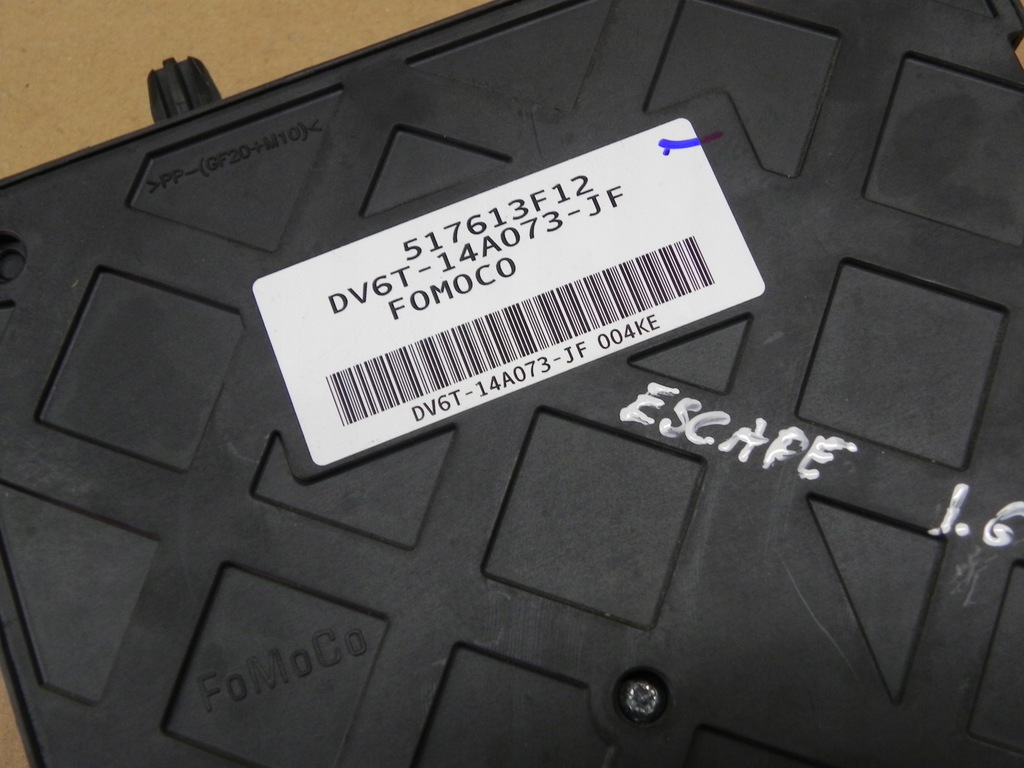 >PP-(GF20+M10)<
517613F12
DV6T-14A073-JF
FOMOCO
DV6T-14A073-JF 004KE
ESCAPE
1.6
FoMoCo